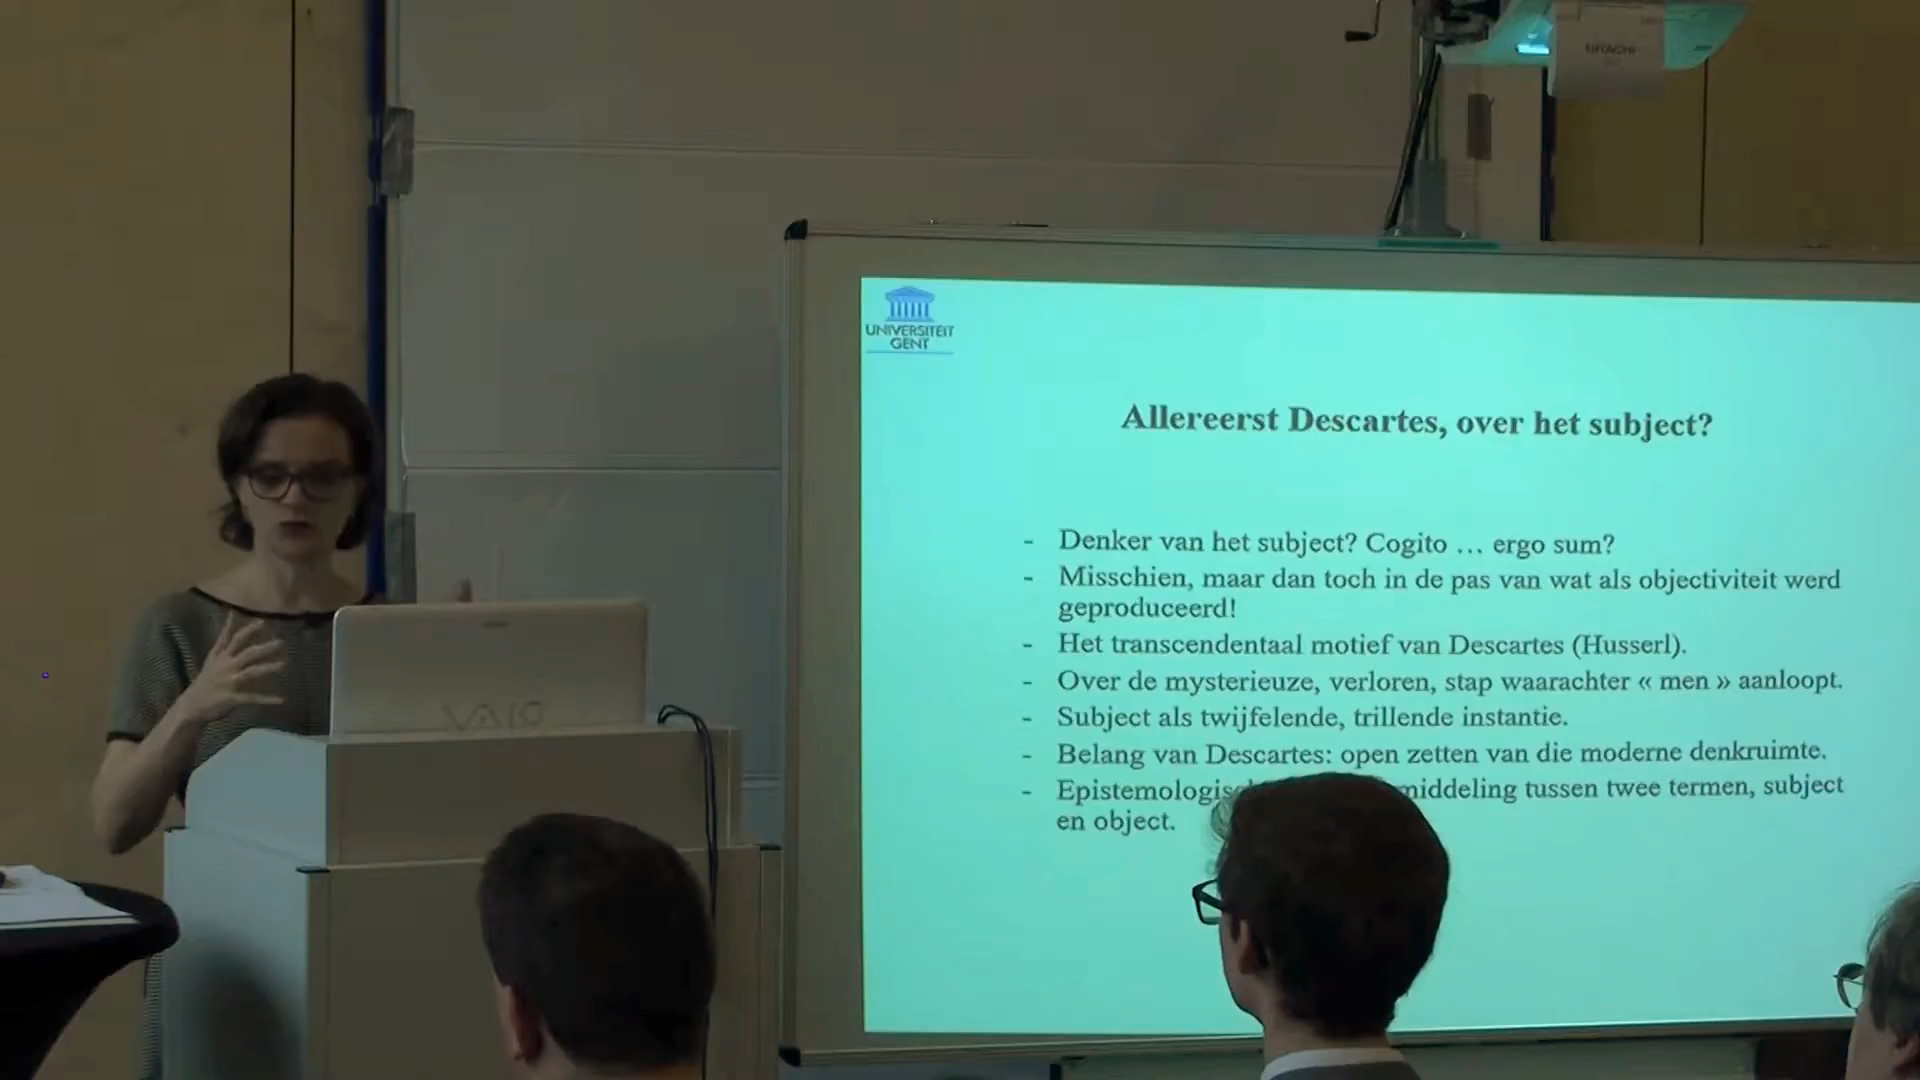 HITACHI
UNIVERSITEIT
GENT
Allereerst Descartes, over het subject?
- Denker van het subject? Cogito … ergo sum?
- Misschien, maar dan toch in de pas van wat als objectiviteit werd
geproduceerd!
- Het transcendentaal motief van Descartes (Husserl).
- Over de mysterieuze, verloren, stap waarachter « men » aanloopt.
- Subject als twijfelende, trillende instantie.
- Belang van Descartes: open zetten van die moderne denkruimte.
- tussen twee termen, subject
en object.
VAIO